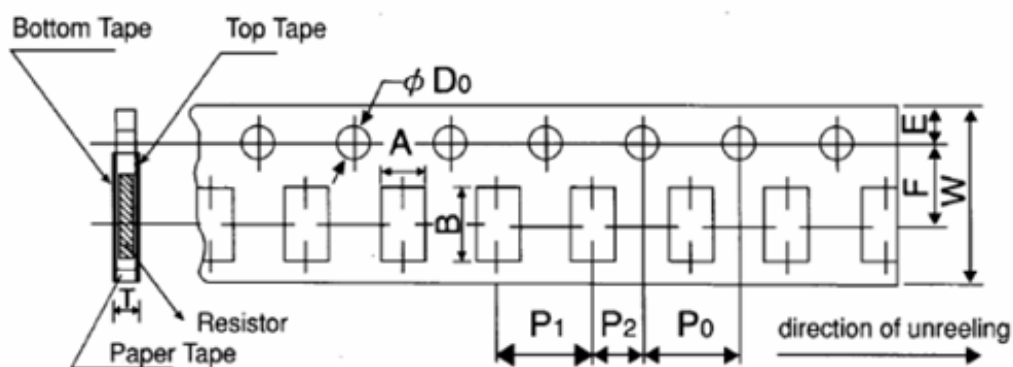 Bottom Tape
Top Tape
ϕ D0
A
E
F
W
B
T
Resistor
Paper Tape
P1
P2
P0
direction of unreeling